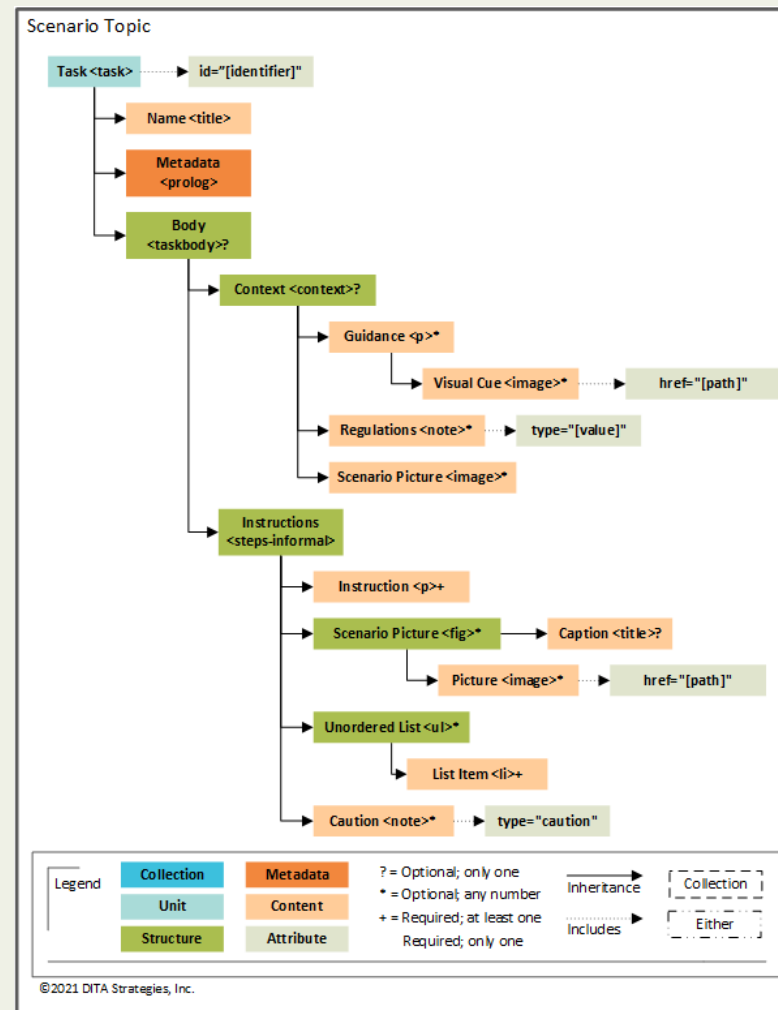 Scenario Topic
Task <task>
id="[identifier]"
Name <title>
Metadata
<prolog>
Body
<taskbody>?
Context <context>?
Guidance <p>*
Visual Cue <image>*
href="[path]"
Regulations <note>*
type="[value]"
Scenario Picture <image>*
Instructions
<steps-informal>
Instruction <p>+
Scenario Picture <fig>*
Caption <title>?
Picture <image>*
href="[path]"
Unordered List <ul>*
List Item <li>+
Caution <note>*
type="caution"
Legend
Collection
Metadata
Unit
Content
Structure
Attribute
? = Optional; only one
* = Optional; any number
+ = Required; at least one
Required; only one
Inheritance
Includes
Collection
Either
©2021 DITA Strategies, Inc.